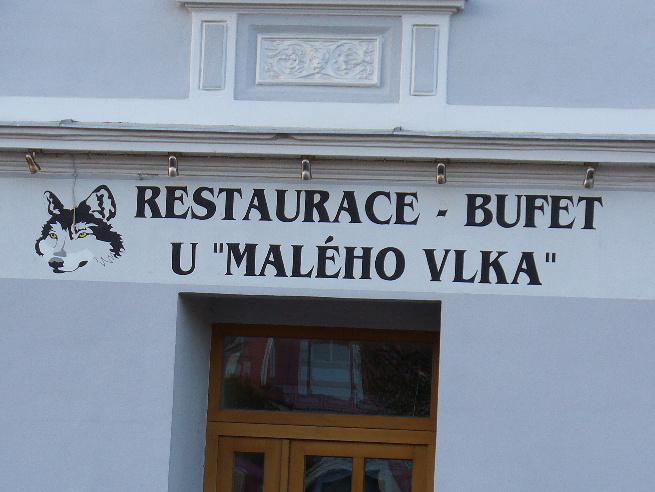 RESTAURACE - BUFET
U "MALÉHO VLKA"